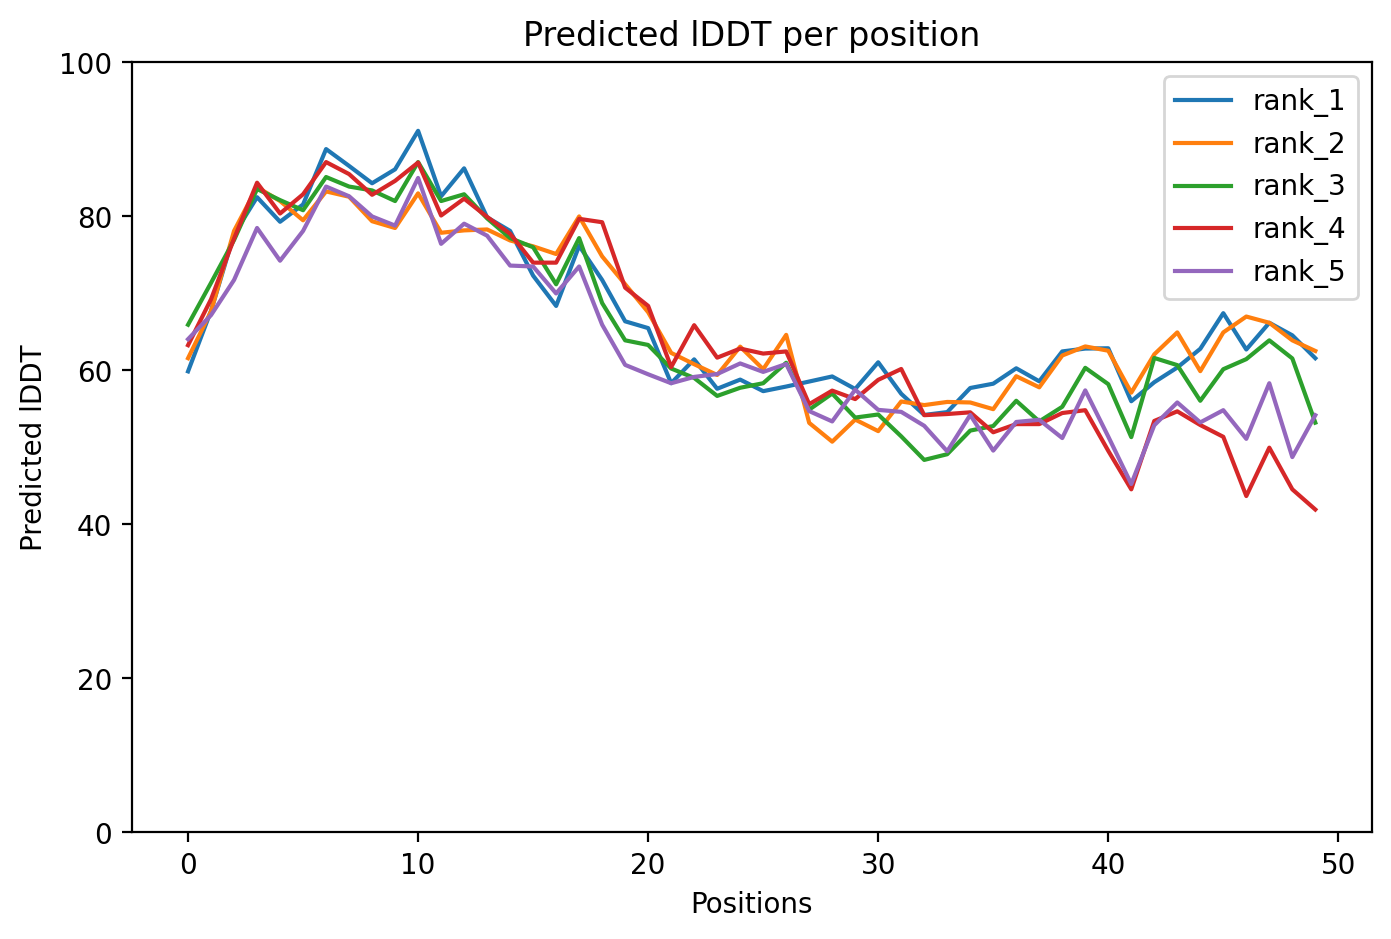 Predicted lDDT per position
100
80
60
40
20
0
Predicted lDDT
0 10 20 30 40 50
Positions
rank_1
rank_2
rank_3
rank_4
rank_5